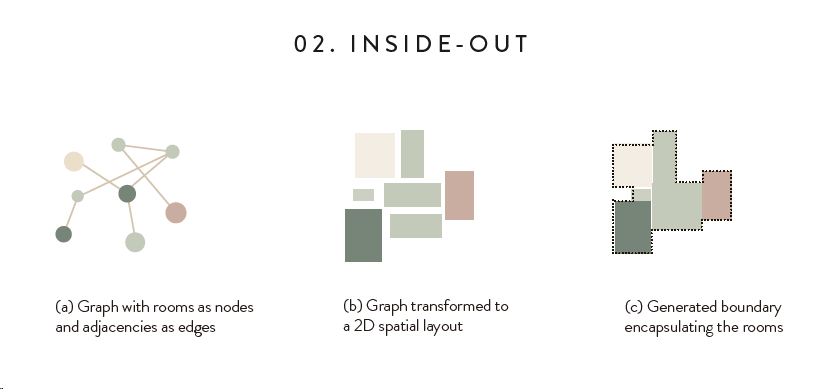 02. INSIDE-OUT
(a) Graph with rooms as nodes
and adjacencies as edges
(b) Graph transformed to
a 2D spatial layout
(c) Generated boundary
encapsulating the rooms